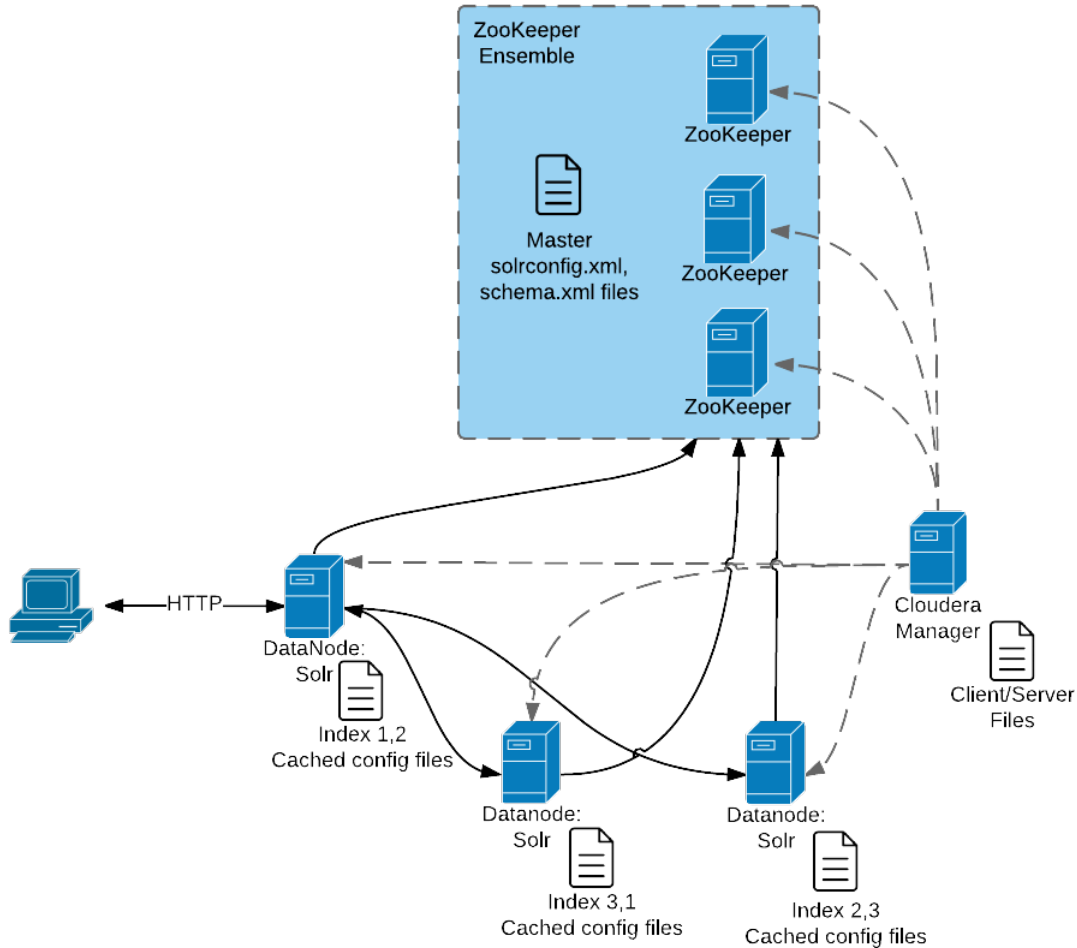 ZooKeeper
Ensemble
ZooKeeper
Master
solrconfig.xml,
schema.xml files
ZooKeeper
ZooKeeper
HTTP
DataNode:
Solr
Index 1,2
Cached config files
Cloudera
Manager
Client/Server
Files
Datanode:
Solr
Index 3,1
Cached config files
Datanode:
Solr
Index 2,3
Cached config files